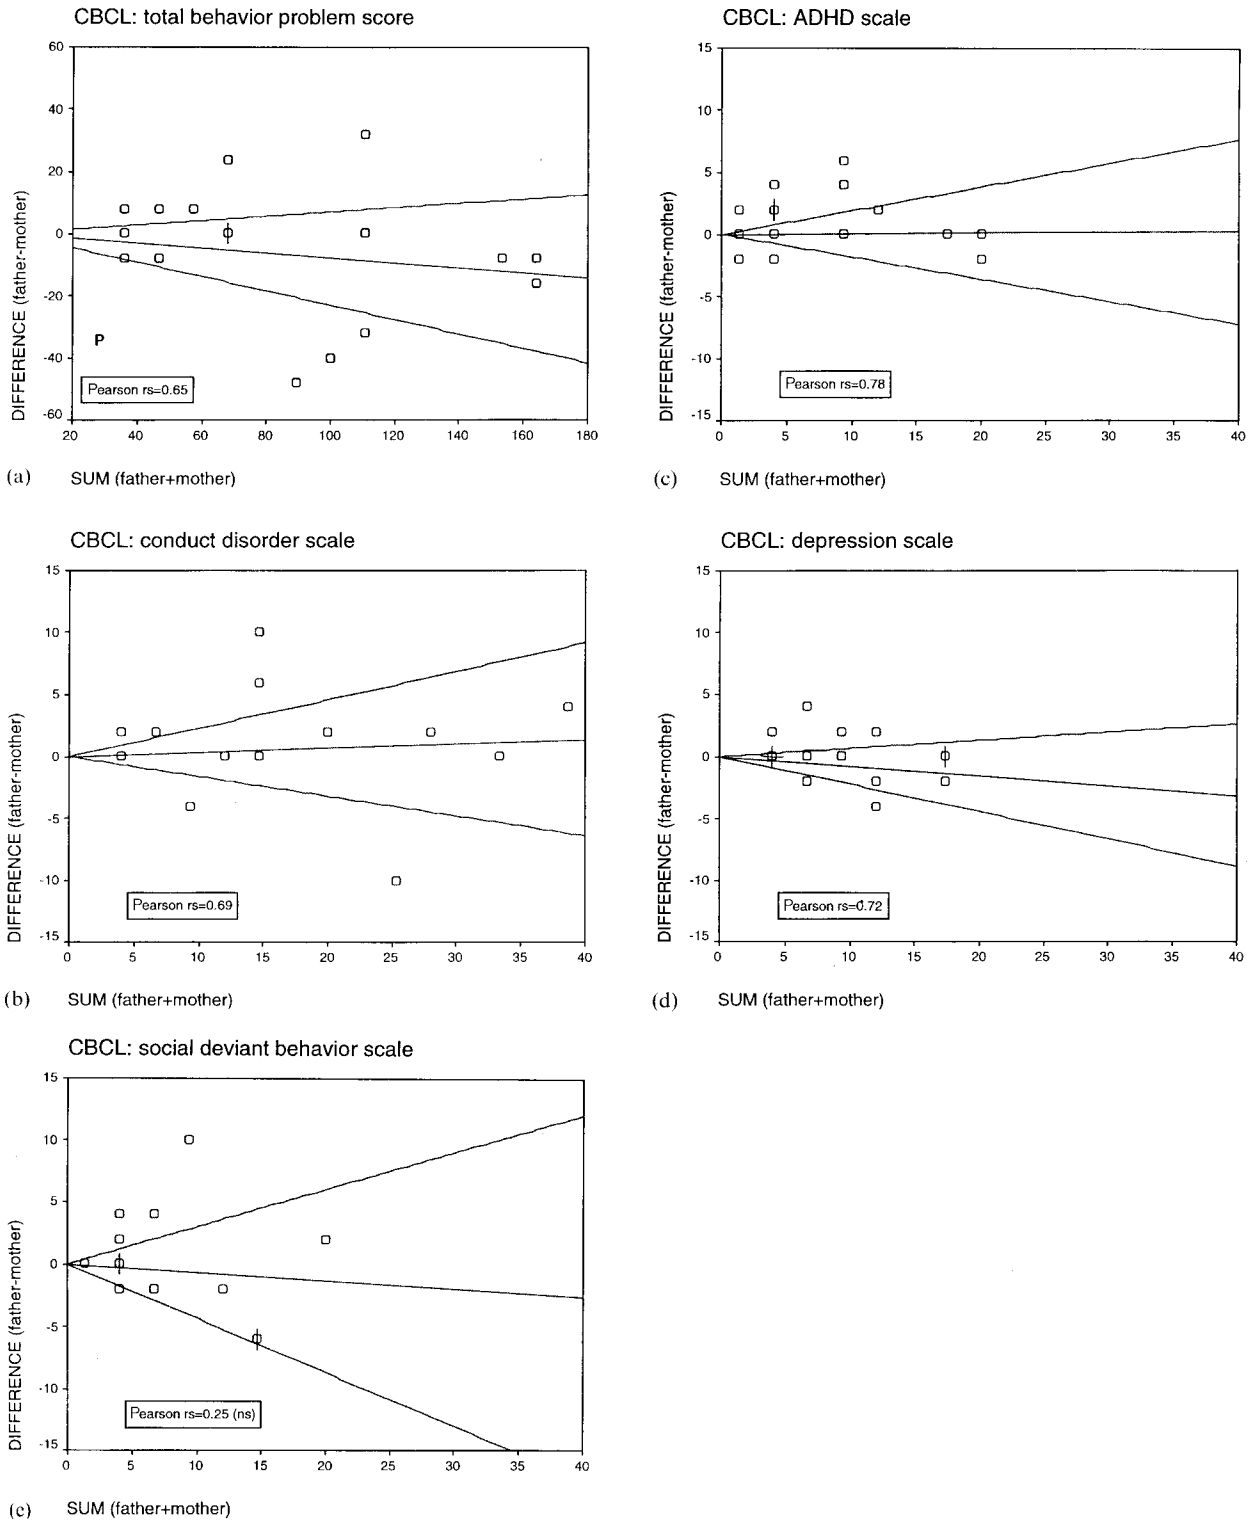 CBCL: total behavior problem score
DIFFERENCE (father-mother)
60
40
20
0
-20
-40
-60
P
Pearson rs=0.65
20 40 60 80 100 120 140 160 180
(a) SUM (father+mother)
CBCL: ADHD scale
DIFFERENCE (father-mother)
15
10
5
0
-5
-10
-15
Pearson rs=0.78
0 5 10 15 20 25 30 35 40
(c) SUM (father+mother)
CBCL: conduct disorder scale
DIFFERENCE (father-mother)
15
10
5
0
-5
-10
-15
Pearson rs=0.69
0 5 10 15 20 25 30 35 40
(b) SUM (father+mother)
CBCL: depression scale
DIFFERENCE (father-mother)
15
10
5
0
-5
-10
-15
Pearson rs=0.72
0 5 10 15 20 25 30 35 40
(d) SUM (father+mother)
CBCL: social deviant behavior scale
DIFFERENCE (father-mother)
15
10
5
0
-5
-10
-15
Pearson rs=0.25 (ns)
0 5 10 15 20 25 30 35 40
(e) SUM (father+mother)